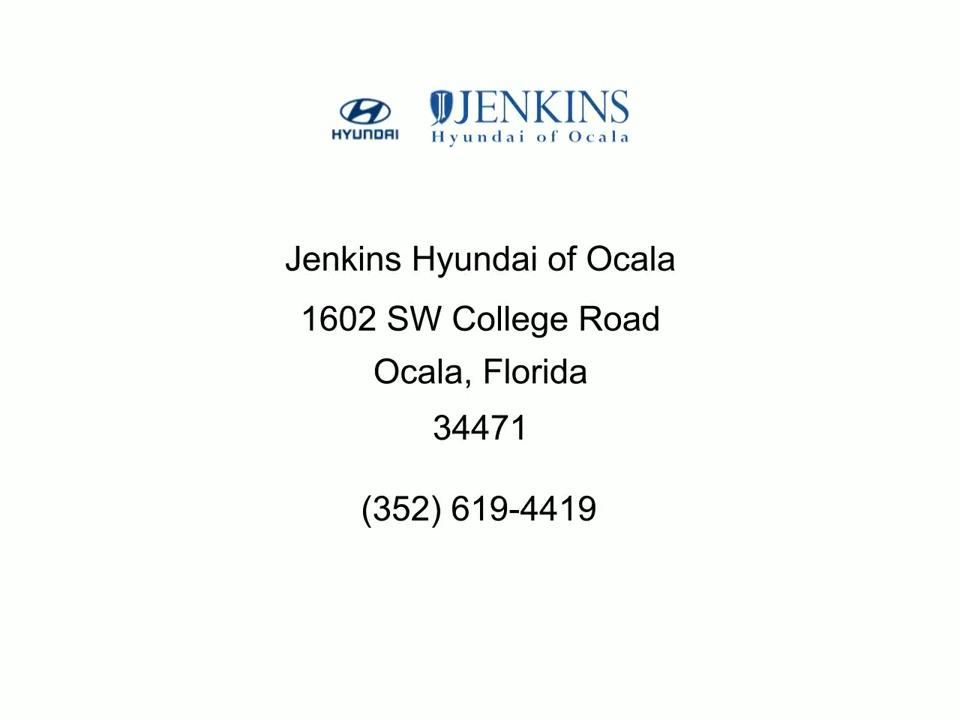 HYUNDAI
JENKINS
Hyundai of Ocala
Jenkins Hyundai of Ocala
1602 SW College Road
Ocala, Florida
34471
(352) 619-4419